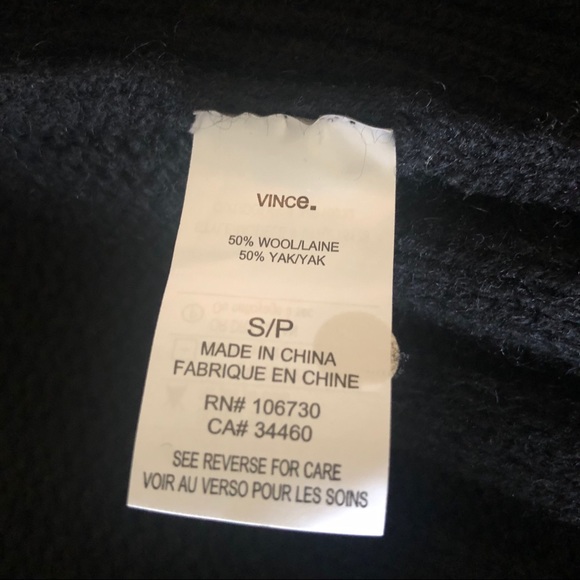 VINCe.
50% WOOL/LAINE
50% YAK/YAK
S/P
MADE IN CHINA
FABRIQUE EN CHINE
RN# 106730
CA# 34460
SEE REVERSE FOR CARE
VOIR AU VERSO POUR LES SOINS